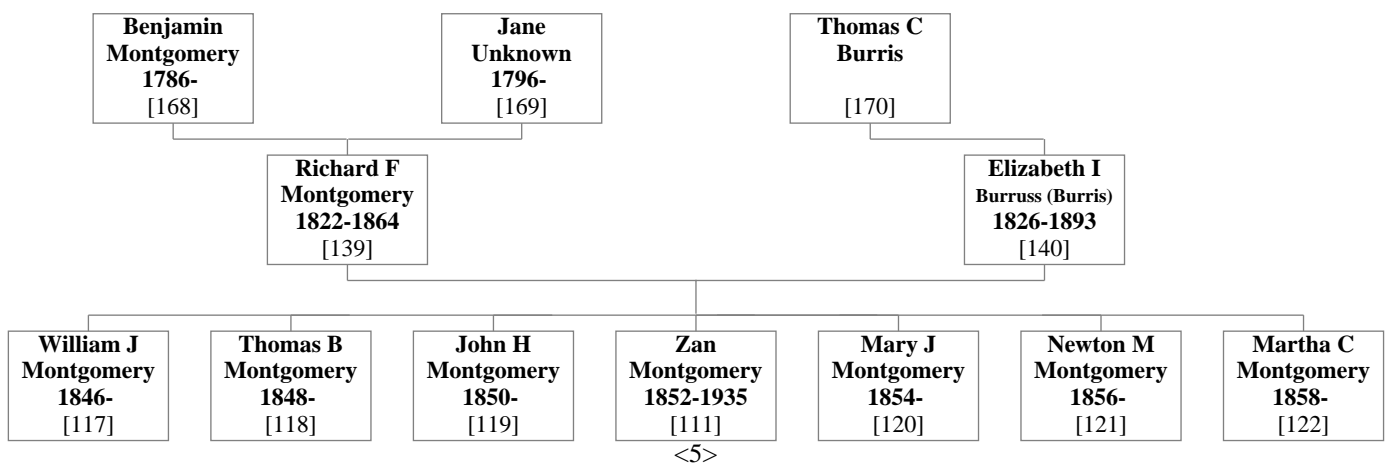 Benjamin
Montgomery
1786-
[168]
Jane
Unknown
1796-
[169]
Thomas C
Burris
[170]
Richard F
Montgomery
1822-1864
[139]
Elizabeth I
Burruss (Burris)
1826-1893
[140]
William J
Montgomery
1846-
[117]
Thomas B
Montgomery
1848-
[118]
John H
Montgomery
1850-
[119]
Zan
Montgomery
1852-1935
[111]
<5>
Mary J
Montgomery
1854-
[120]
Newton M
Montgomery
1856-
[121]
Martha C
Montgomery
1858-
[122]